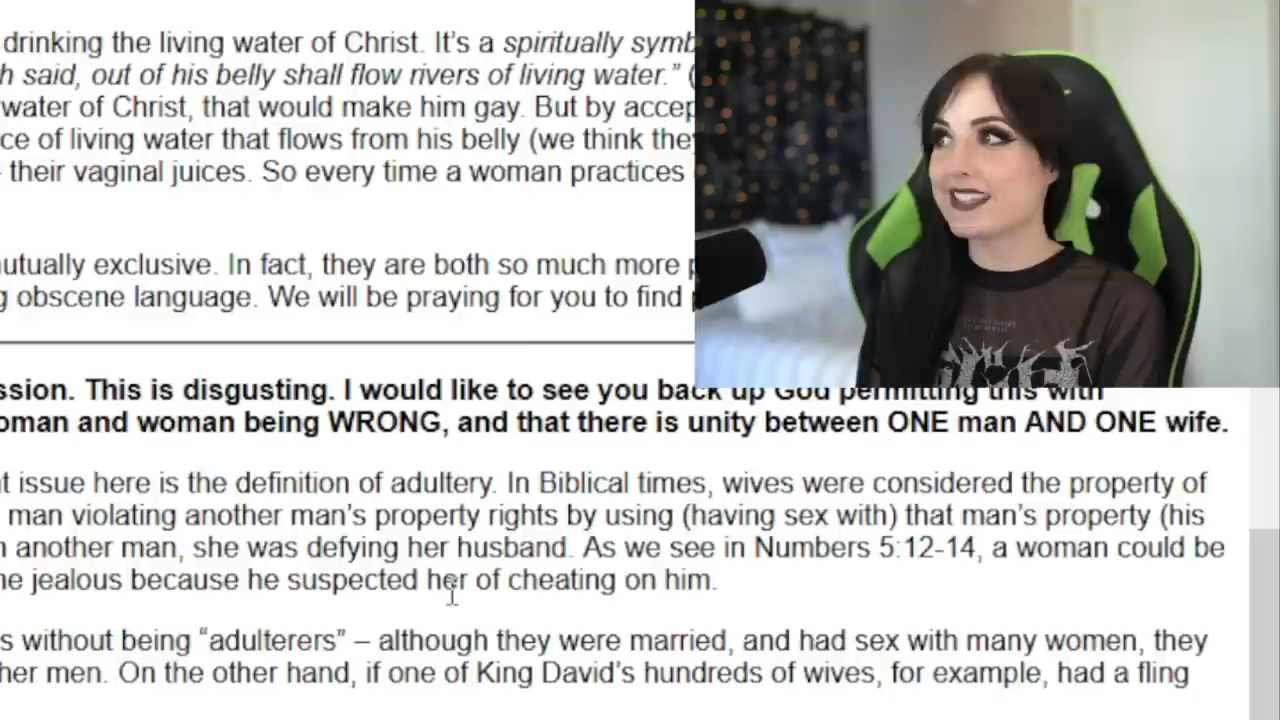 drinking the living water of Christ. It's a spiritually symb
h said, out of his belly shall flow rivers of living water." (
water of Christ, that would make him gay. But by accep
ce of living water that flows from his belly (we think they
their vaginal juices. So every time a woman practices
utually exclusive. In fact, they are both so much more p
g obscene language. We will be praying for you to find
ssion. This is disgusting. I would like to see you back up God permitting this with
oman and woman being WRONG, and that there is unity between ONE man AND ONE wife.
t issue here is the definition of adultery. In Biblical times, wives were considered the property of
man violating another man's property rights by using (having sex with) that man's property (his
n another man, she was defying her husband. As we see in Numbers 5:12-14, a woman could be
ne jealous because he suspected her of cheating on him.
s without being “adulterers” – although they were married, and had sex with many women, they
her men. On the other hand, if one of King David's hundreds of wives, for example, had a fling